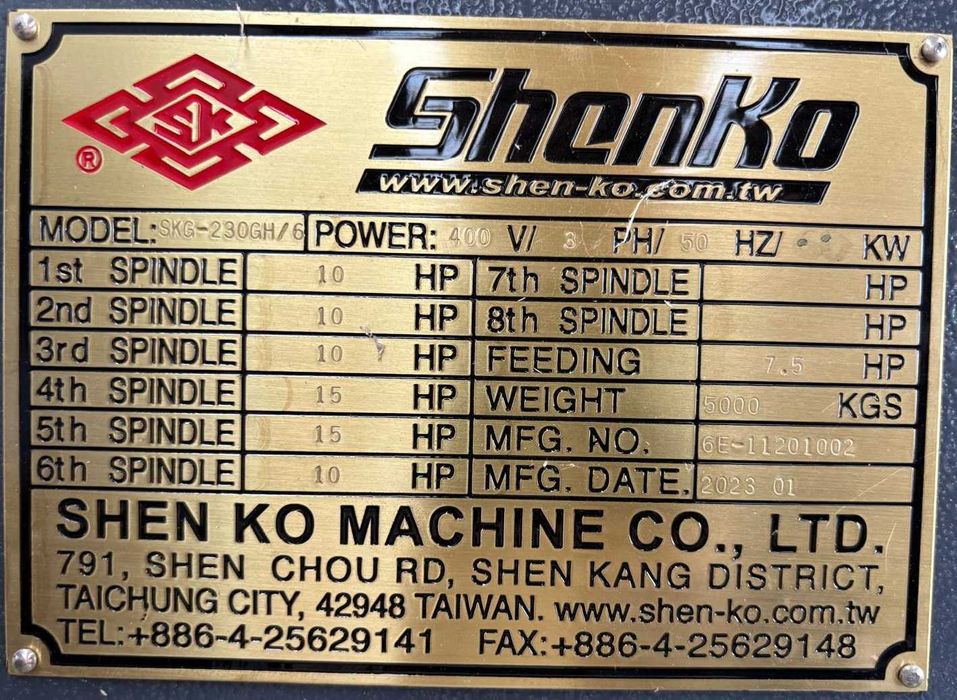 SK
®
ShenKo
www.shen-ko.com.tw
MODEL: SKG-230GH/6 POWER: 400 V/ 3 PH/ 50 HZ/ KW
1st SPINDLE 10 HP 7th SPINDLE HP
2nd SPINDLE 10 HP 8th SPINDLE HP
3rd SPINDLE 10 HP FEEDING 7.5 HP
4th SPINDLE 15 HP WEIGHT 5000 KGS
5th SPINDLE 15 HP MFG. NO. 6E-11201002
6th SPINDLE 10 HP MFG. DATE. 2023 01
SHEN KO MACHINE CO., LTD.
791, SHEN CHOU RD, SHEN KANG DISTRICT,
TAICHUNG CITY, 42948 TAIWAN. www.shen-ko.com.tw
TEL:+886-4-25629141 FAX:+886-4-25629148